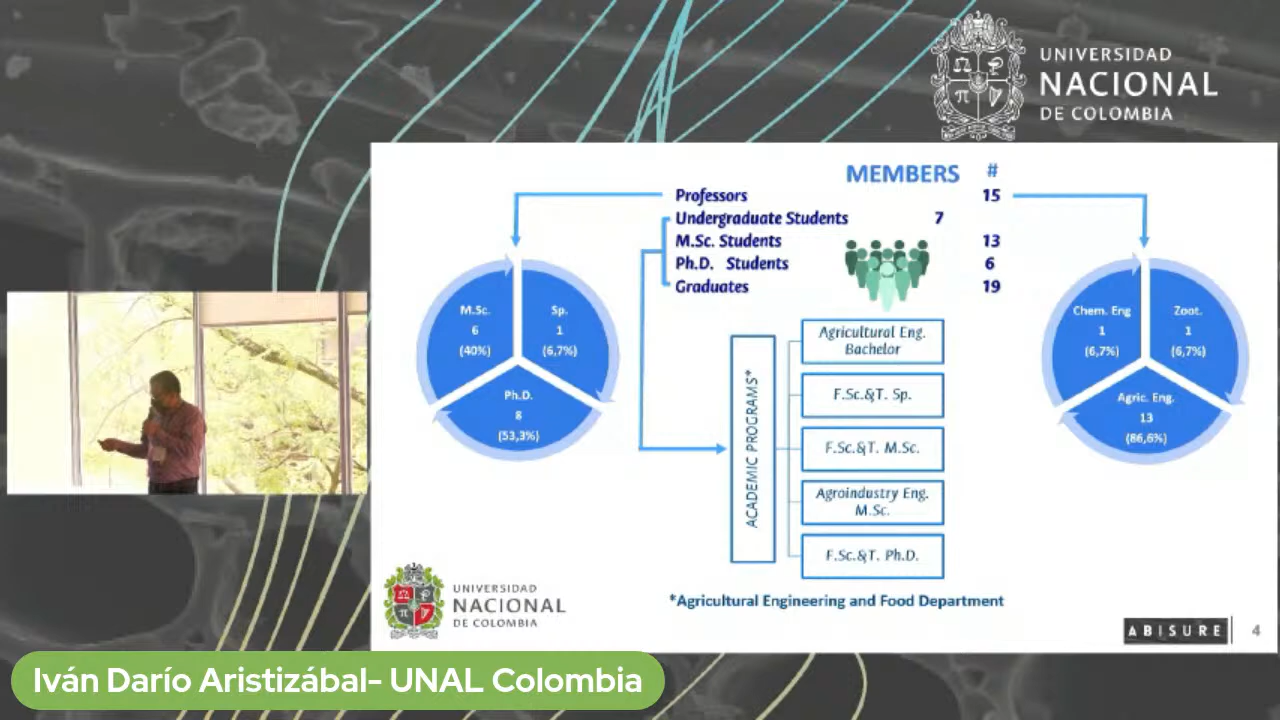 UNIVERSIDAD
NACIONAL
DE COLOMBIA
MEMBERS #
Professors 15
Undergraduate Students 7
M.Sc. Students 13
Ph.D. Students 6
Graduates 19
M.Sc.
6
(40%)
Sp.
1
(6,7%)
Ph.D.
8
(53,3%)
Chem. Eng
1
(6,7%)
Zoot.
1
(6,7%)
Agric. Eng.
13
(86,6%)
ACADEMIC PROGRAMS*
Agricultural Eng.
Bachelor
F.Sc.&T. Sp.
F.Sc.&T. M.Sc.
Agroindustry Eng.
M.Sc.
F.Sc.&T. Ph.D.
*Agricultural Engineering and Food Department
UNIVERSIDAD
NACIONAL
DE COLOMBIA
ABISURE 4
Iván Darío Aristizábal- UNAL Colombia